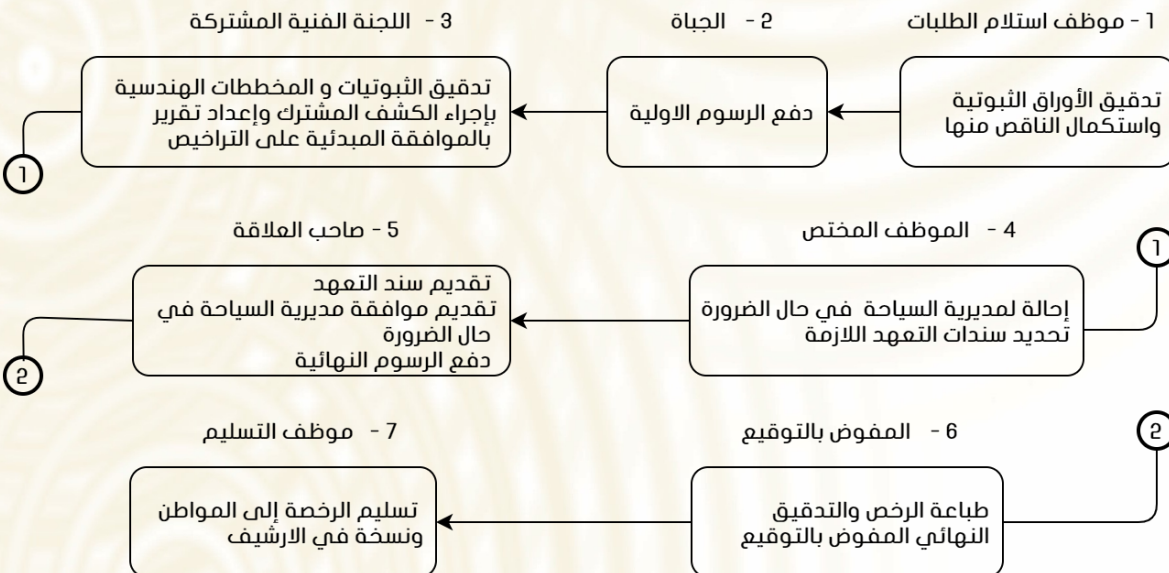 1 - موظف استلام الطلبات
تدقيق الأوراق الثبوتية
واستكمال الناقص منها
2 - الجباة
دفع الرسوم الاولية
3 - اللجنة الفنية المشتركة
تدقيق الثبوتيات و المخططات الهندسية
بإجراء الكشف المشترك وإعداد تقرير
بالموافقة المبدئية على التراخيص
1
1
4 - الموظف المختص
إحالة لمديرية السياحة في حال الضرورة
تحديد سندات التعهد اللازمة
5 - صاحب العلاقة
تقديم سند التعهد
تقديم موافقة مديرية السياحة في
حال الضرورة
دفع الرسوم النهائية
2
2
6 - المفوض بالتوقيع
طباعة الرخص والتدقيق
النهائي المفوض بالتوقيع
7 - موظف التسليم
تسليم الرخصة إلى المواطن
ونسخة في الارشيف